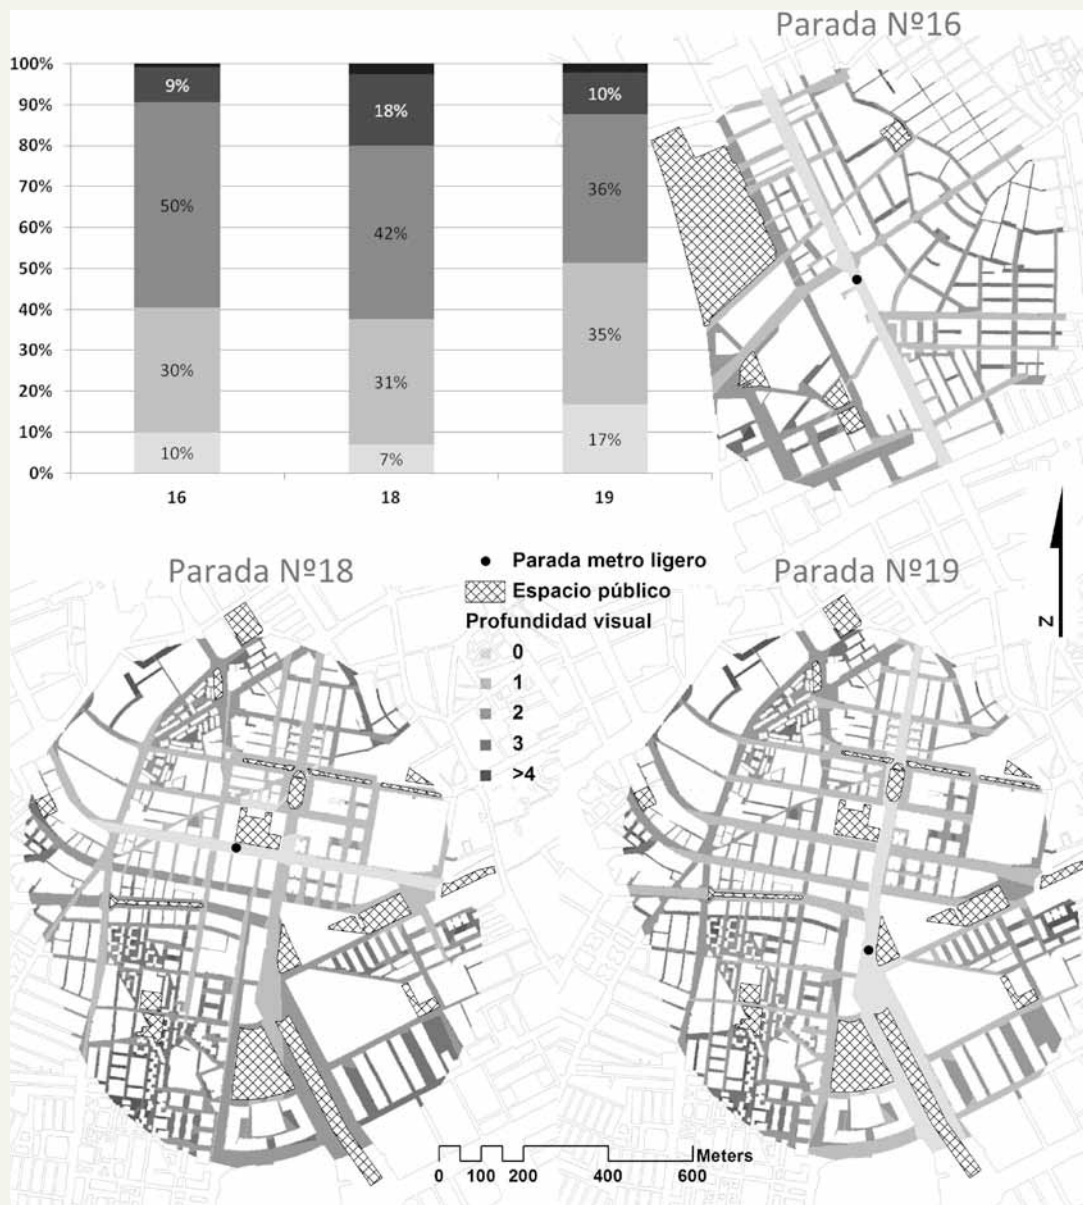 Parada Nº16
100%
90%
80%
70%
60%
50%
40%
30%
20%
10%
0%
9%
50%
30%
10%
18%
42%
31%
7%
10%
36%
35%
17%
16 18 19
Parada Nº18
Parada metro ligero
Espacio público
Profundidad visual
0
1
2
3
>4
Parada Nº19
N
Meters
0 100 200 400 600